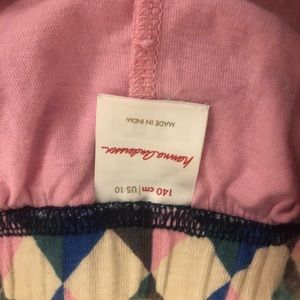 hanna andersson
140 cm | US 10
MADE IN INDIA